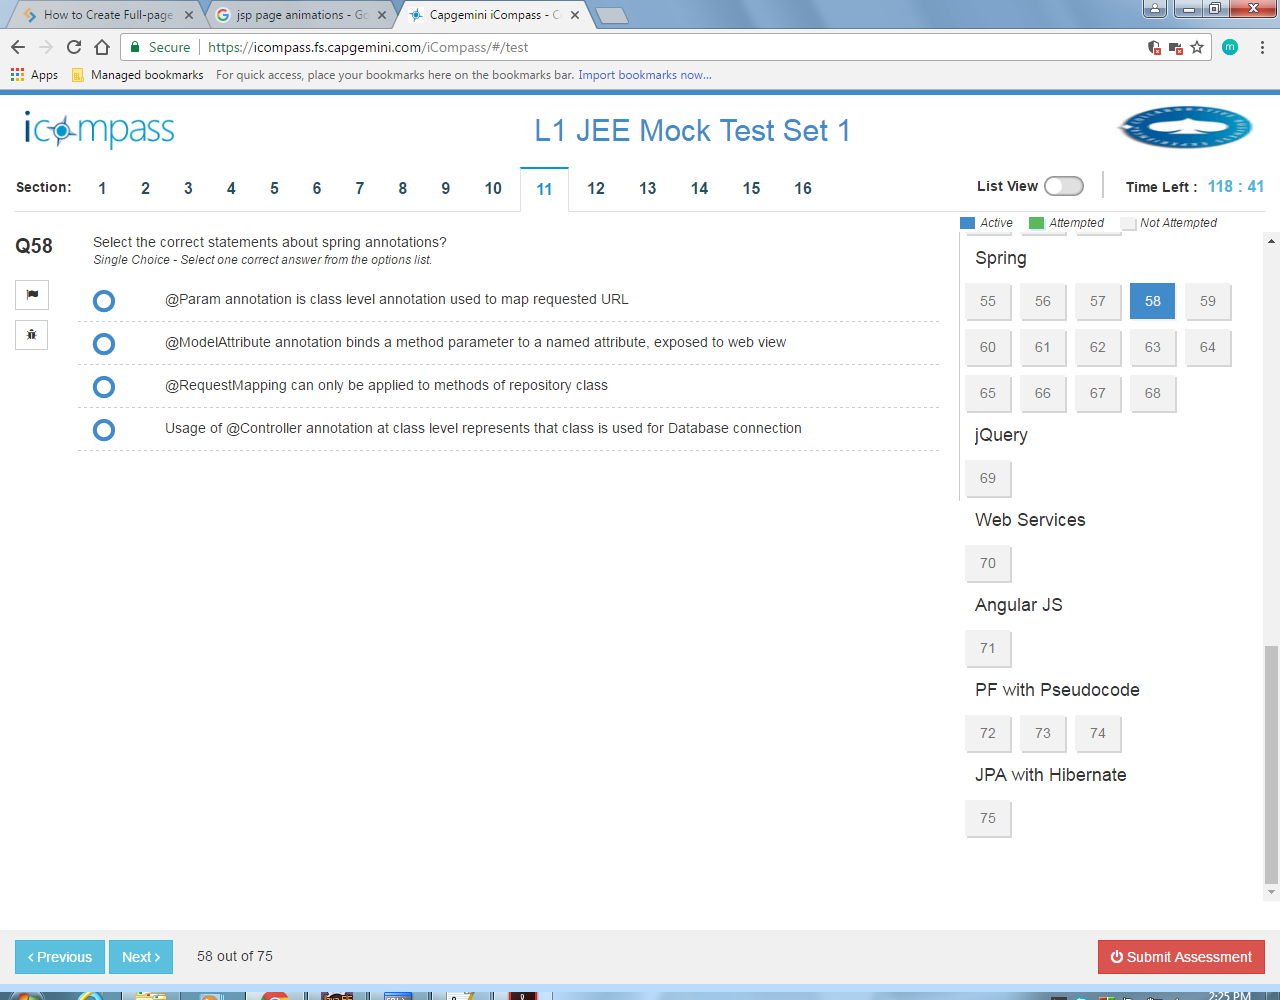 How to Create Full-page
jsp page animations - Go
Capgemini iCompass - C
Secure
https://icompass.fs.capgemini.com/iCompass/#/test
m
Apps
Managed bookmarks
For quick access, place your bookmarks here on the bookmarks bar. Import bookmarks now...
icompass
L1 JEE Mock Test Set 1
Section: 1 2 3 4 5 6 7 8 9 10 11 12 13 14 15 16
List View
Time Left : 118 : 41
Active Attempted Not Attempted
Q58
Select the correct statements about spring annotations?
Single Choice - Select one correct answer from the options list.
@Param annotation is class level annotation used to map requested URL
@ModelAttribute annotation binds a method parameter to a named attribute, exposed to web view
@RequestMapping can only be applied to methods of repository class
Usage of @Controller annotation at class level represents that class is used for Database connection
Spring
55 56 57 58 59
60 61 62 63 64
65 66 67 68
jQuery
69
Web Services
70
Angular JS
71
PF with Pseudocode
72 73 74
JPA with Hibernate
75
‹ Previous
Next ›
58 out of 75
Submit Assessment
2:25 PM